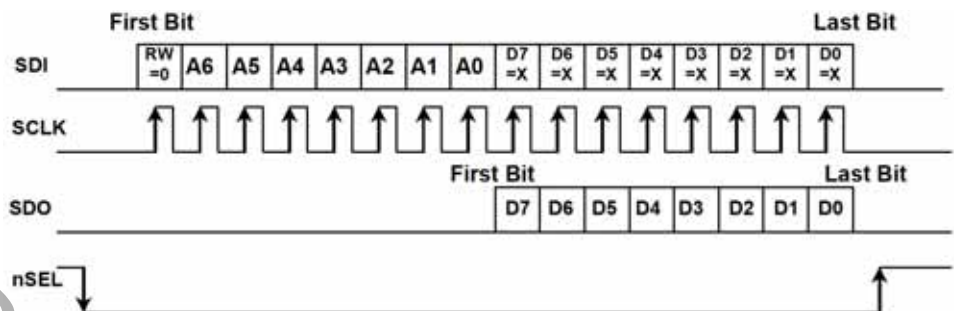 First Bit Last Bit
SDI RW =0 A6 A5 A4 A3 A2 A1 A0 D7 =X D6 =X D5 =X D4 =X D3 =X D2 =X D1 =X D0 =X
SCLK
First Bit Last Bit
SDO D7 D6 D5 D4 D3 D2 D1 D0
nSEL